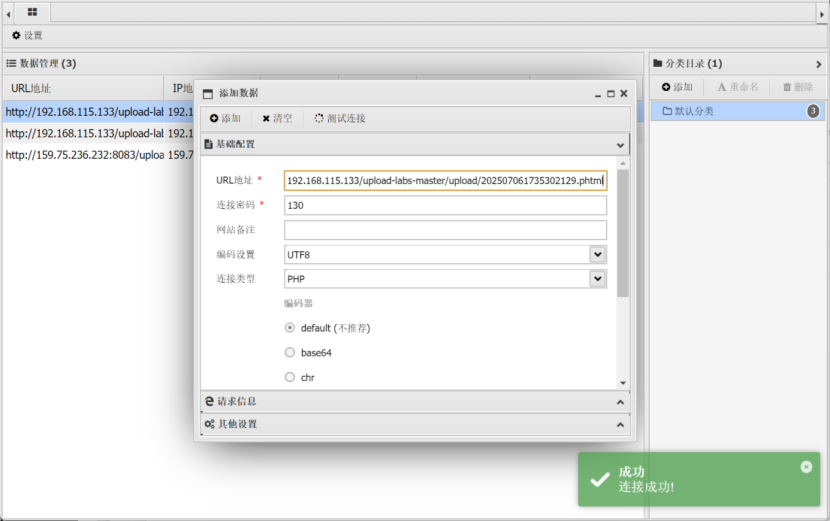 设置
数据管理 (3)
URL地址 IP地
http://192.168.115.133/upload-lal 192.1
http://192.168.115.133/upload-lal 192.1
http://159.75.236.232:8083/uploa 159.7
添加数据
添加 清空 测试连接
基础配置
URL地址 * 192.168.115.133/upload-labs-master/upload/202507061735302129.phtml
连接密码 * 130
网站备注
编码设置 UTF8
连接类型 PHP
编码器
default (不推荐)
base64
chr
请求信息
其他设置
分类目录 (1)
添加 重命名 删除
默认分类 3
成功
连接成功!